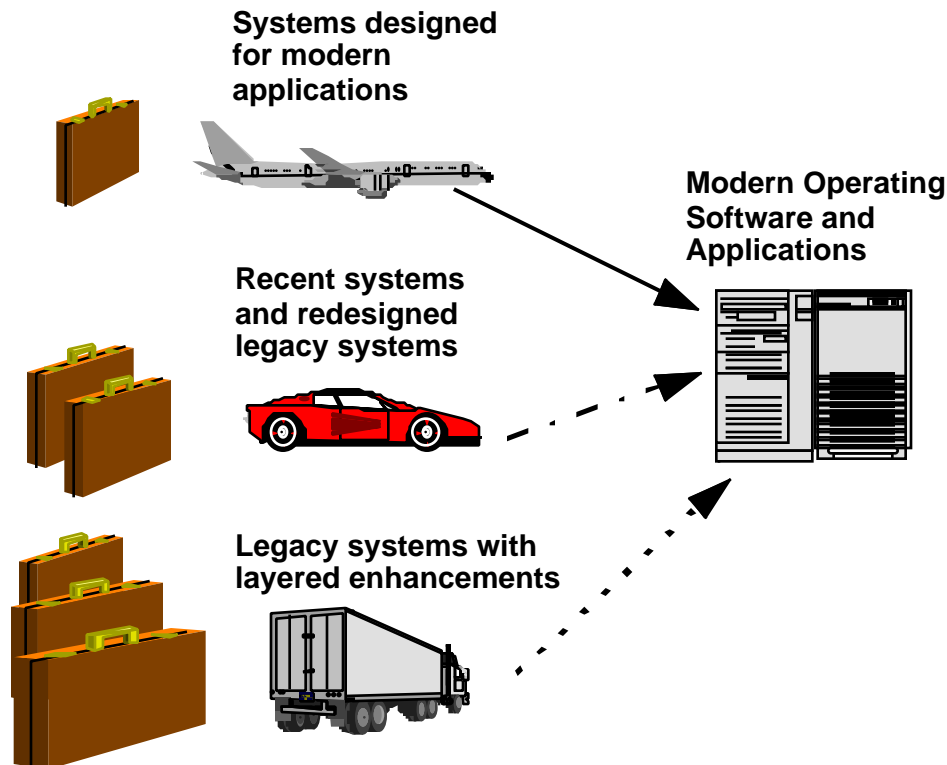 Systems designed
for modern
applications
Modern Operating
Software and
Applications
Recent systems
and redesigned
legacy systems
Legacy systems with
layered enhancements